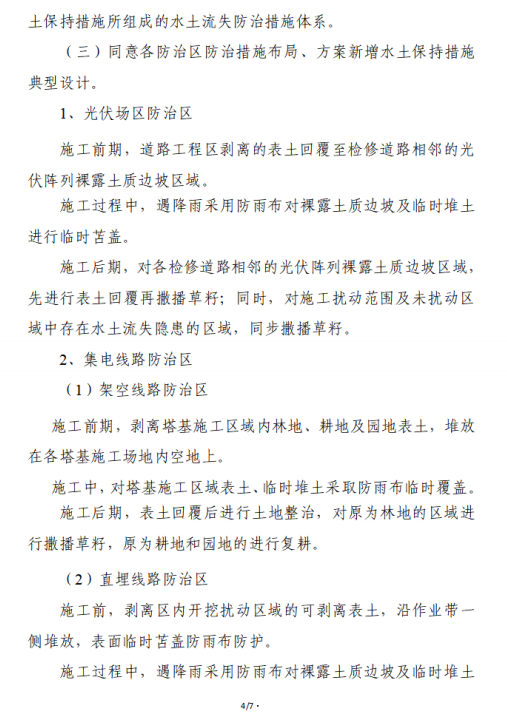 土保持措施所组成的水土流失防治措施体系。
（三）同意各防治区防治措施布局、方案新增水土保持措施
典型设计。
1、光伏场区防治区
施工前期，道路工程区剥离的表土回覆至检修道路相邻的光
伏阵列裸露土质边坡区域。
施工过程中，遇降雨采用防雨布对裸露土质边坡及临时堆土
进行临时苫盖。
施工后期，对各检修道路相邻的光伏阵列裸露土质边坡区域，
先进行表土回覆再撒播草籽；同时，对施工扰动范围及未扰动区
域中存在水土流失隐患的区域，同步撒播草籽。
2、集电线路防治区
（1）架空线路防治区
施工前期，剥离塔基施工区域内林地、耕地及园地表土，堆放
在各塔基施工场地内空地上。
施工中，对塔基施工区域表土、临时堆土采取防雨布临时覆盖。
施工后期，表土回覆后进行土地整治，对原为林地的区域进
行撒播草籽，原为耕地和园地的进行复耕。
（2）直埋线路防治区
施工前，剥离区内开挖扰动区域的可剥离表土，沿作业带一
侧堆放，表面临时苫盖防雨布防护。
施工过程中，遇降雨采用防雨布对裸露土质边坡及临时堆土
4/7·